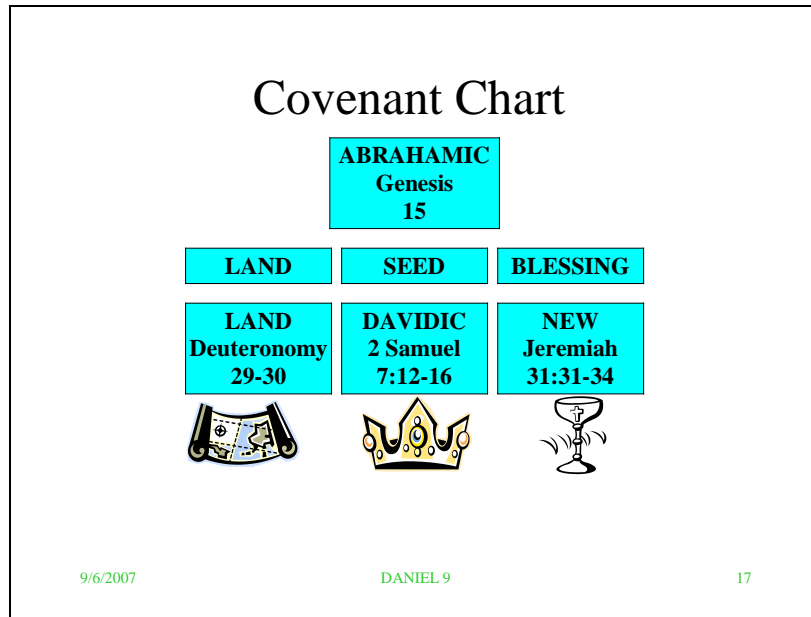 Covenant Chart
ABRAHAMIC
Genesis
15
LAND
SEED
BLESSING
LAND
Deuteronomy
29-30
DAVIDIC
2 Samuel
7:12-16
NEW
Jeremiah
31:31-34
9/6/2007
DANIEL 9
17